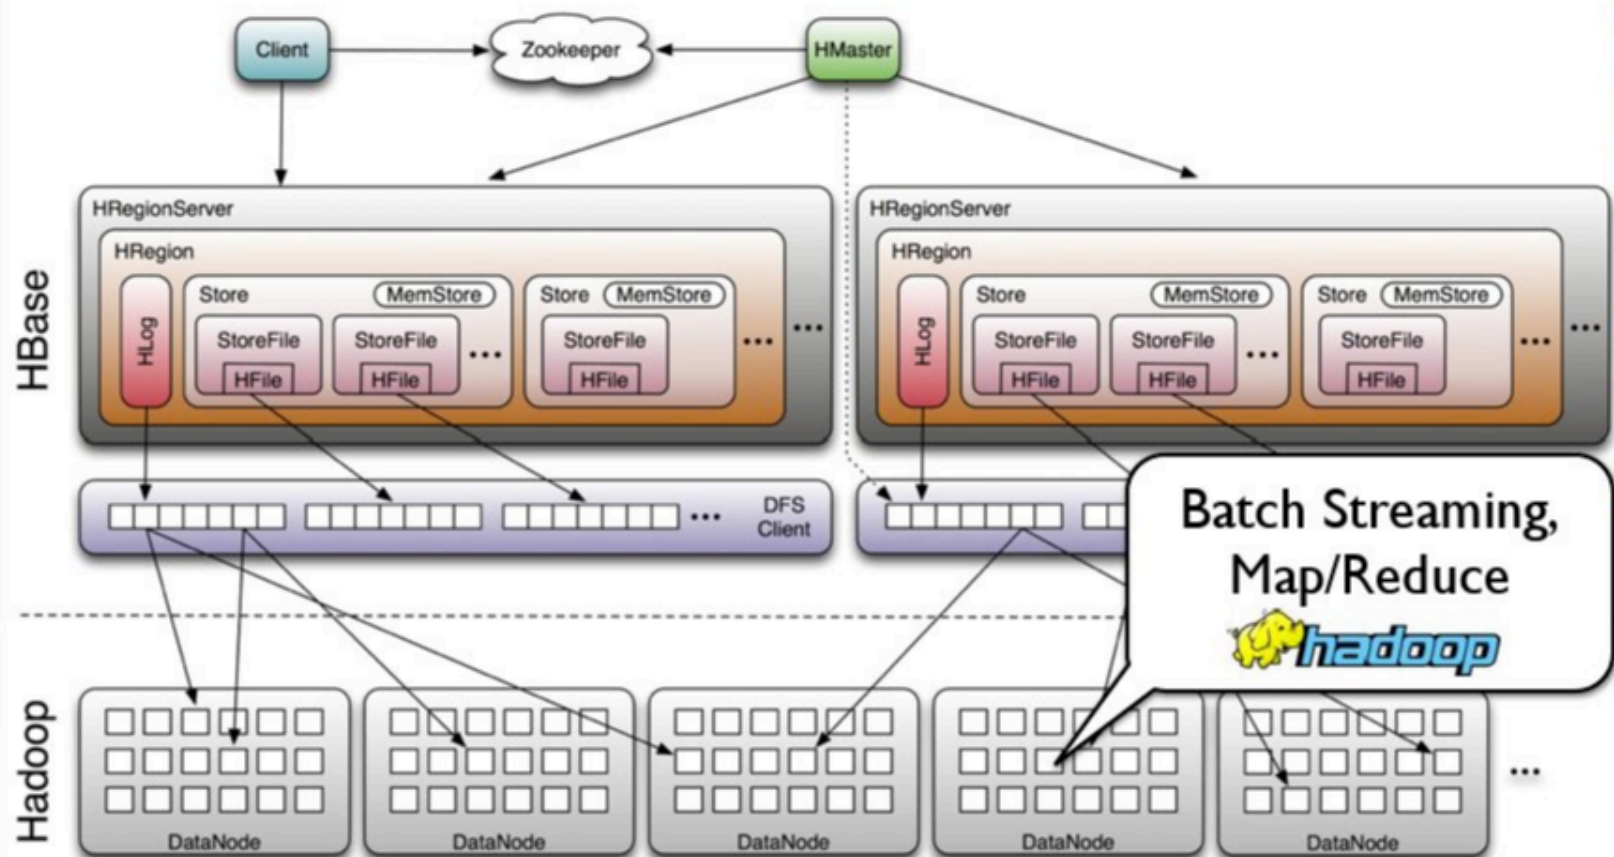 Client
Zookeeper
HMaster
HBase
HRegionServer
HRegion
HLog
Store
MemStore
StoreFile
HFile
StoreFile
HFile
...
Store
MemStore
StoreFile
HFile
...
...
HRegionServer
HRegion
HLog
Store
MemStore
StoreFile
HFile
StoreFile
HFile
...
Store
MemStore
StoreFile
HFile
...
...
...
DFS
Client
Batch Streaming,
Map/Reduce
hadoop
Hadoop
DataNode
DataNode
DataNode
DataNode
DataNode
...